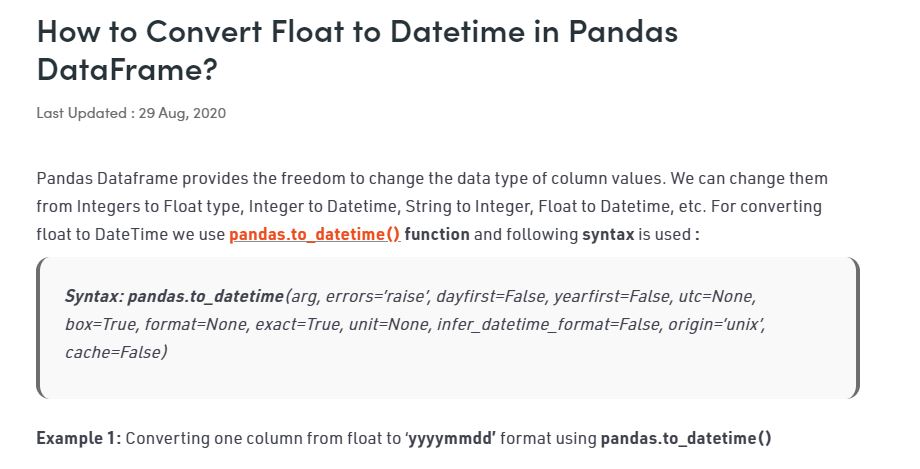 How to Convert Float to Datetime in Pandas
DataFrame?
Last Updated : 29 Aug, 2020
Pandas Dataframe provides the freedom to change the data type of column values. We can change them
from Integers to Float type, Integer to Datetime, String to Integer, Float to Datetime, etc. For converting
float to DateTime we use pandas.to_datetime() function and following syntax is used :
Syntax: pandas.to_datetime(arg, errors=’raise’, dayfirst=False, yearfirst=False, utc=None,
box=True, format=None, exact=True, unit=None, infer_datetime_format=False, origin=’unix’,
cache=False)
Example 1: Converting one column from float to ‘yyyymmdd’ format using pandas.to_datetime()